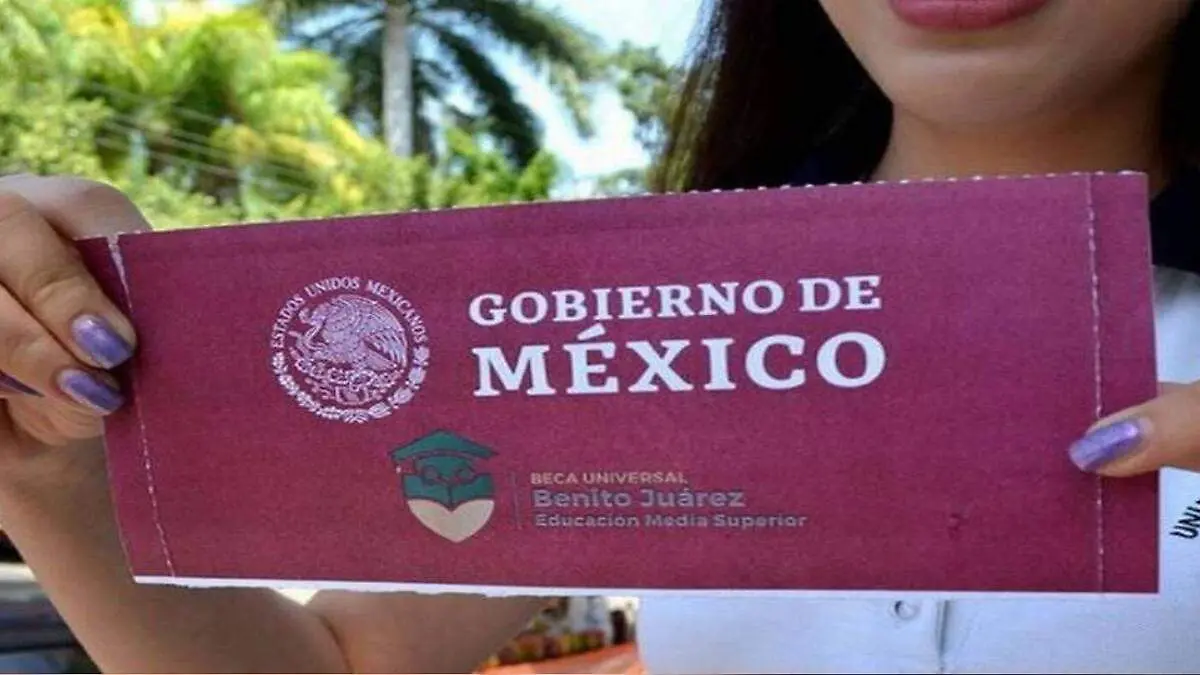 ESTADOS UNIDOS MEXICANOS
GOBIERNO DE
MÉXICO
BECA UNIVERSAL
Benito Juárez
Educación Media Superior